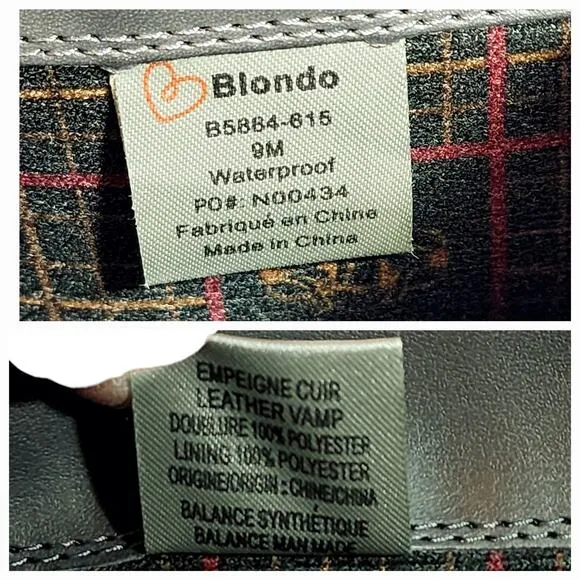 Blondo
B5884-615
9M
Waterproof
PO#: N00434
Fabriqué en Chine
Made in China
EMPEIGNE CUIR
LEATHER VAMP
DOUBLURE 100% POLYESTER
LINING 100% POLYESTER
ORIGINE/ORIGIN : CHINE/CHINA
BALANCE SYNTHÉTIQUE
BALANCE MAN MADE